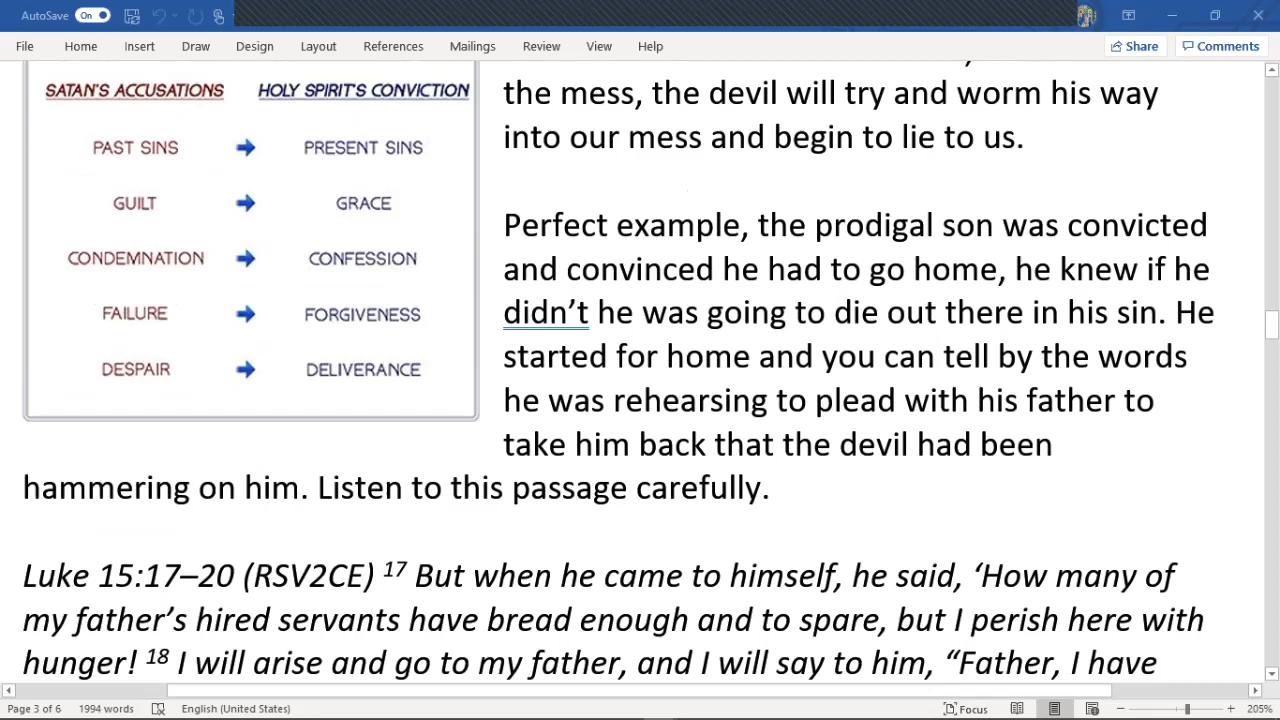 AutoSave On
File Home Insert Draw Design Layout References Mailings Review View Help Share Comments
SATAN'S ACCUSATIONS HOLY SPIRIT'S CONVICTION
PAST SINS PRESENT SINS
GUILT GRACE
CONDEMNATION CONFESSION
FAILURE FORGIVENESS
DESPAIR DELIVERANCE
the mess, the devil will try and worm his way
into our mess and begin to lie to us.
Perfect example, the prodigal son was convicted
and convinced he had to go home, he knew if he
didn’t he was going to die out there in his sin. He
started for home and you can tell by the words
he was rehearsing to plead with his father to
take him back that the devil had been
hammering on him. Listen to this passage carefully.
Luke 15:17–20 (RSV2CE) 17 But when he came to himself, he said, ‘How many of
my father’s hired servants have bread enough and to spare, but I perish here with
hunger! 18 I will arise and go to my father, and I will say to him, “Father, I have
Page 3 of 6 1994 words English (United States) Focus 205%